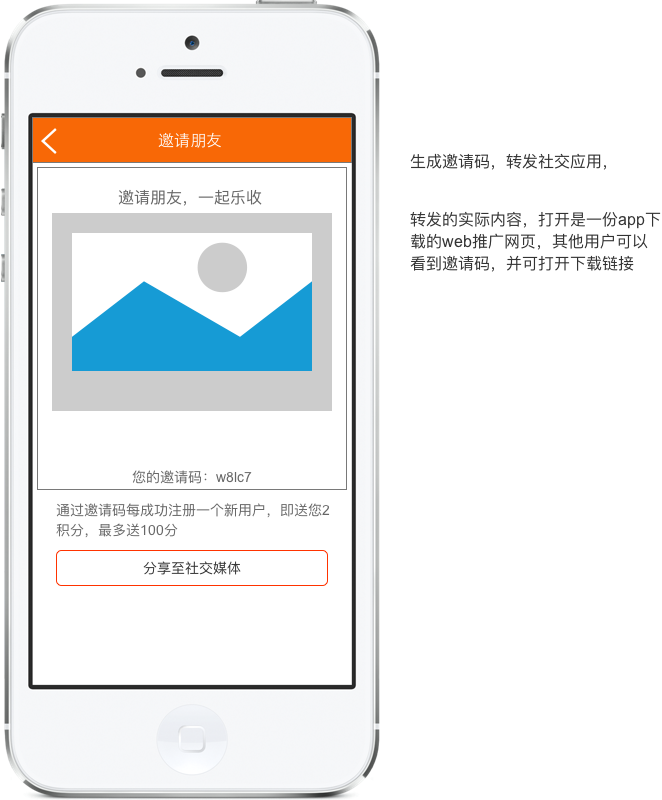 邀请朋友
邀请朋友，一起乐收
您的邀请码：w8lc7
通过邀请码每成功注册一个新用户，即送您2
积分，最多送100分
分享至社交媒体
生成邀请码，转发社交应用，
转发的实际内容，打开是一份app下
载的web推广网页，其他用户可以
看到邀请码，并可打开下载链接